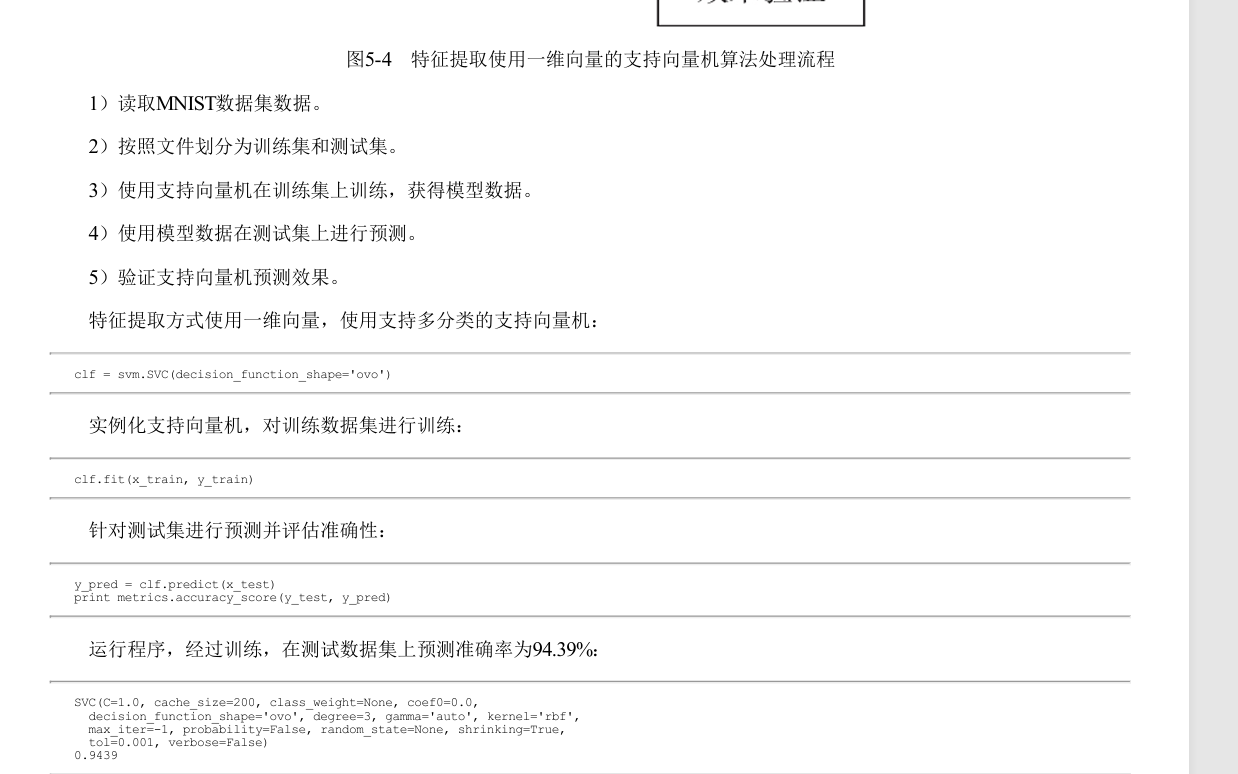 图5-4 特征提取使用一维向量的支持向量机算法处理流程
1）读取MNIST数据集数据。
2）按照文件划分为训练集和测试集。
3）使用支持向量机在训练集上训练，获得模型数据。
4）使用模型数据在测试集上进行预测。
5）验证支持向量机预测效果。
特征提取方式使用一维向量，使用支持多分类的支持向量机：
clf = svm.SVC(decision_function_shape='ovo')
实例化支持向量机，对训练数据集进行训练：
clf.fit(x_train, y_train)
针对测试集进行预测并评估准确性：
y_pred = clf.predict(x_test)
print metrics.accuracy_score(y_test, y_pred)
运行程序，经过训练，在测试数据集上预测准确率为94.39%：
SVC(C=1.0, cache_size=200, class_weight=None, coef0=0.0,
decision_function_shape='ovo', degree=3, gamma='auto', kernel='rbf',
max_iter=-1, probability=False, random_state=None, shrinking=True,
tol=0.001, verbose=False)
0.9439